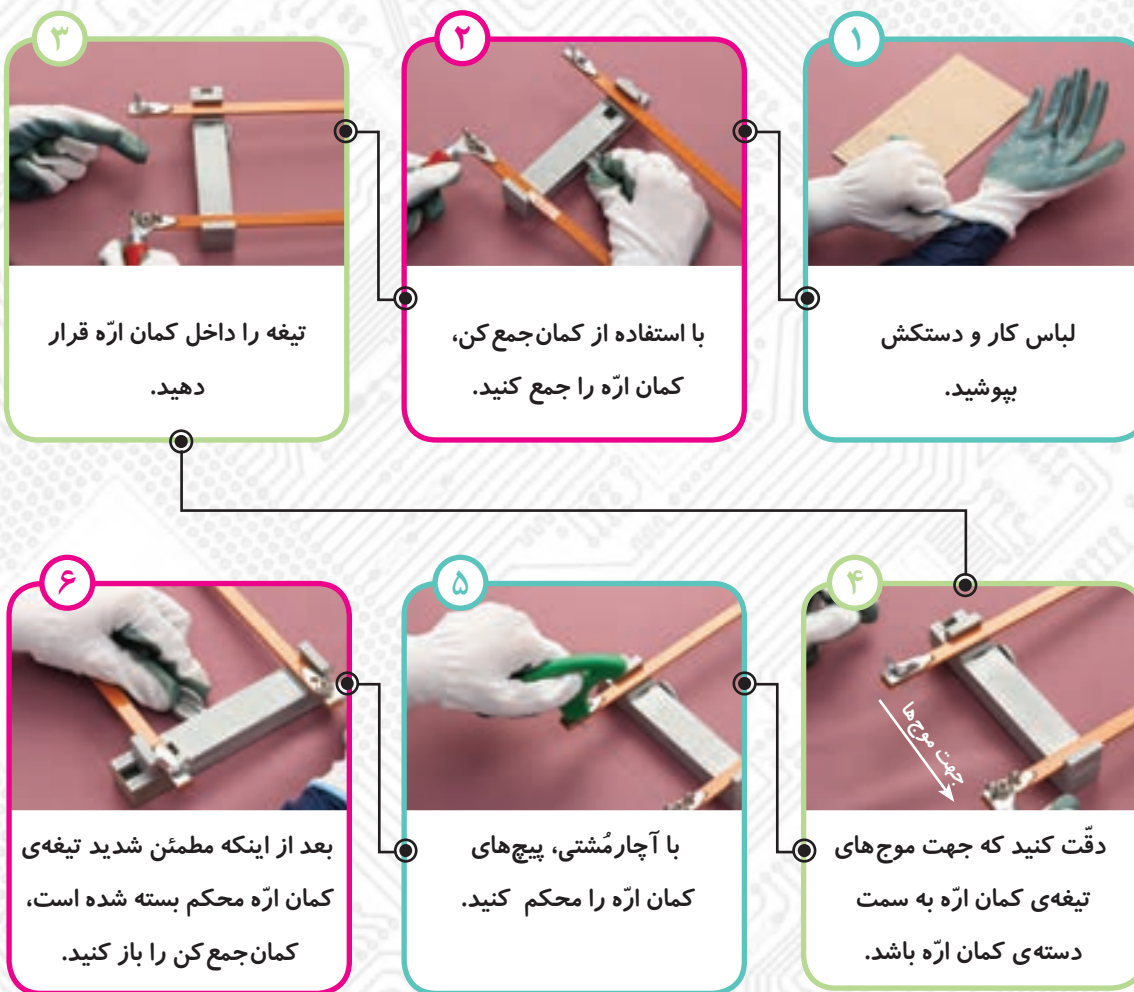 ۱
لباس کار و دستکش
بپوشید.
۲
با استفاده از کمان‌جمع‌کن،
کمان ارّه را جمع کنید.
۳
تیغه را داخل کمان ارّه قرار
دهید.
۴
جهت موج‌ها
دقّت کنید که جهت موج‌های
تیغه‌ی کمان ارّه به سمت
دسته‌ی کمان ارّه باشد.
۵
با آچار مُشتی، پیچ‌های
کمان ارّه را محکم کنید.
۶
بعد از اینکه مطمئن شدید تیغه‌ی
کمان ارّه محکم بسته شده است،
کمان‌جمع‌کن را باز کنید.